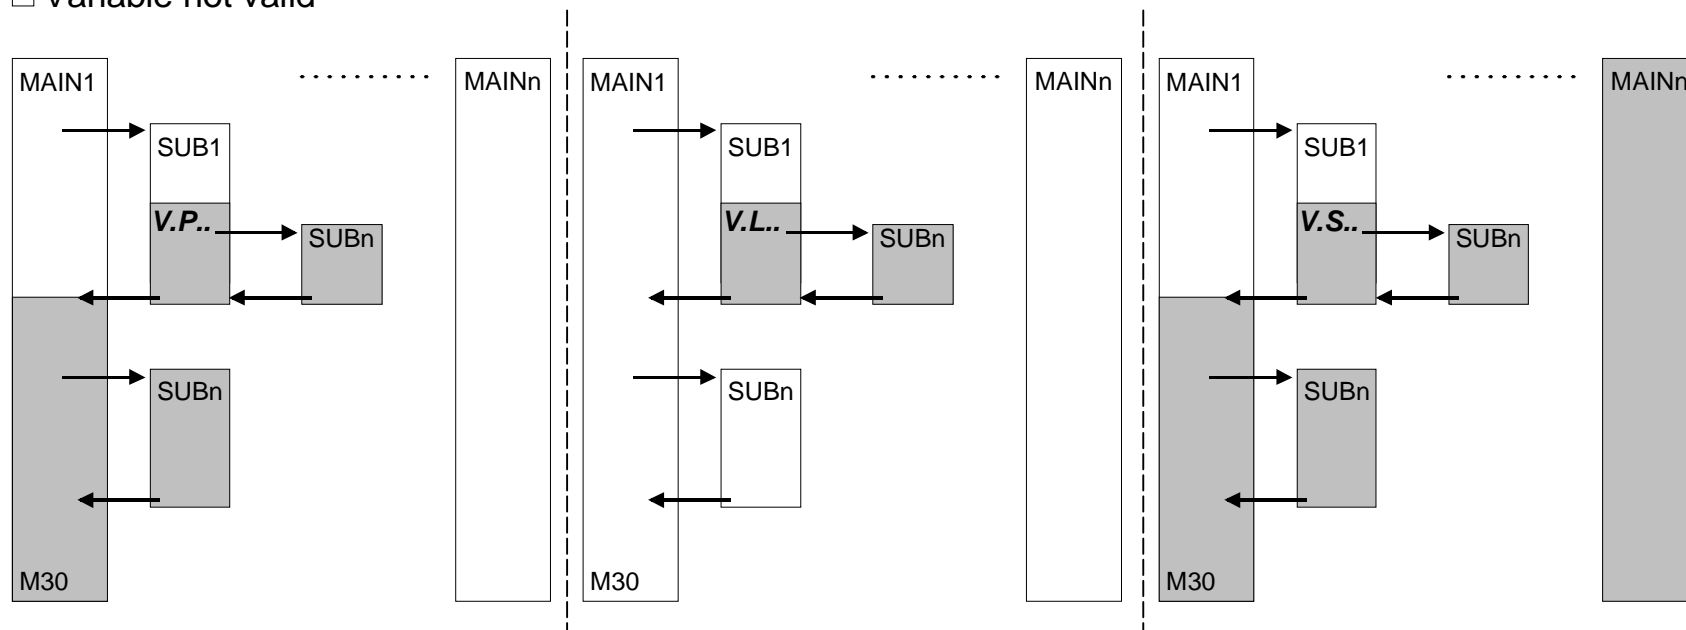 Variable not valid
MAIN1
MAINn
SUB1
V.P..
SUBn
SUBn
M30
MAIN1
MAINn
SUB1
V.L..
SUBn
SUBn
M30
MAIN1
MAINn
SUB1
V.S..
SUBn
SUBn
M30